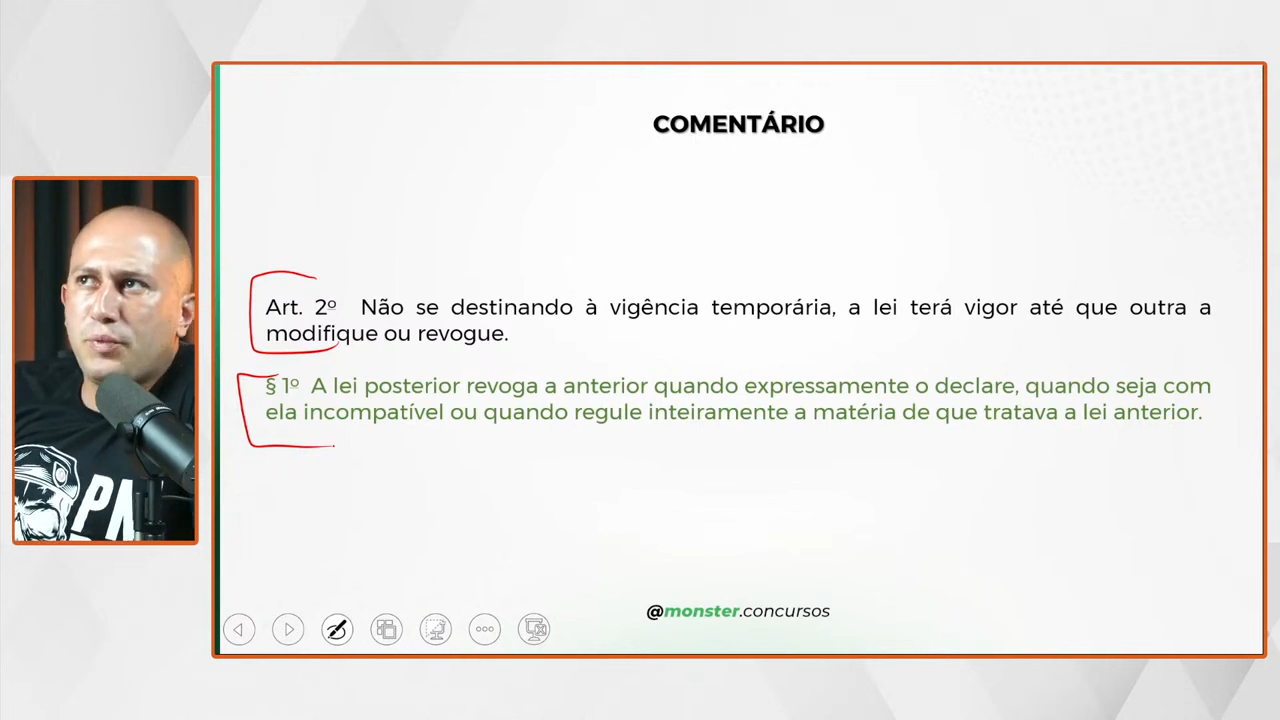 COMENTÁRIO
Art. 2º Não se destinando à vigência temporária, a lei terá vigor até que outra a
modifique ou revogue.
§ 1º A lei posterior revoga a anterior quando expressamente o declare, quando seja com
ela incompatível ou quando regule inteiramente a matéria de que tratava a lei anterior.
@monster.concursos